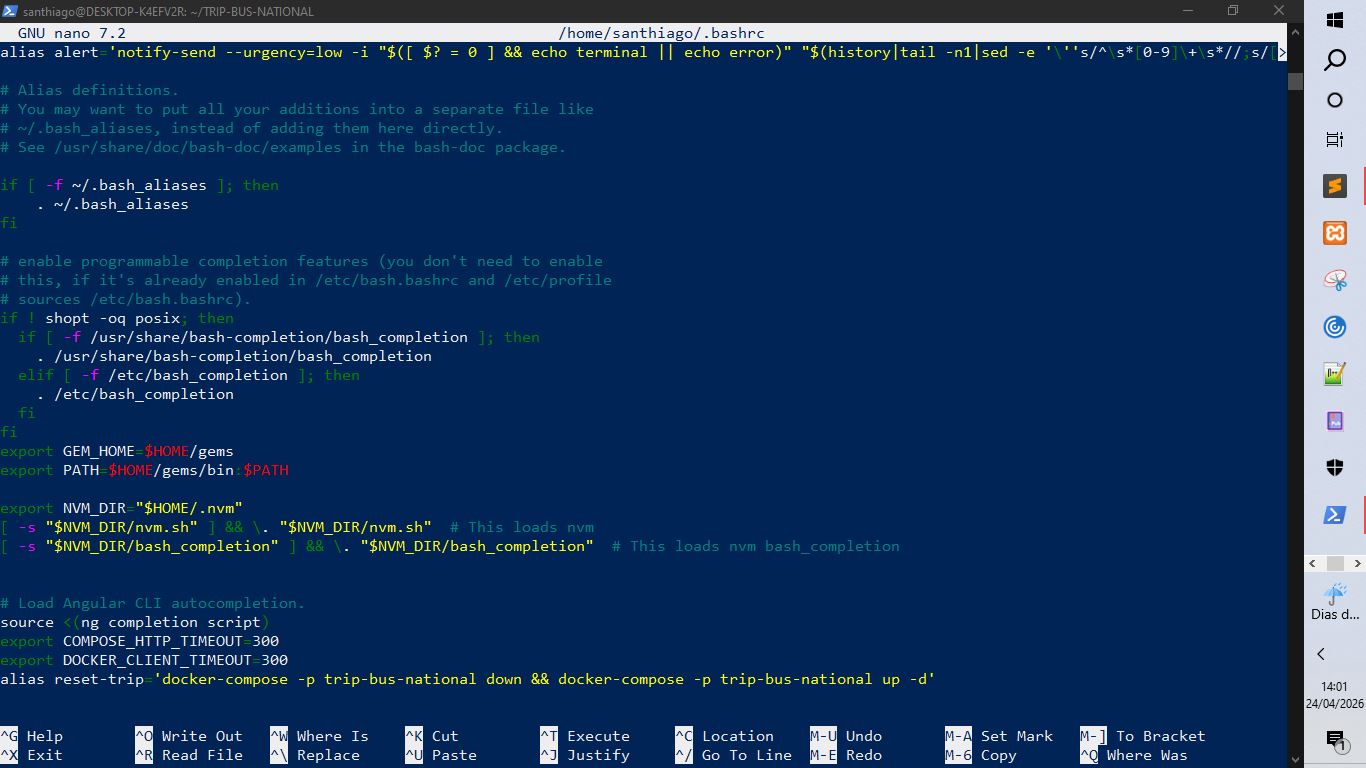 santhiago@DESKTOP-K4EFV2R: ~/TRIP-BUS-NATIONAL
GNU nano 7.2 /home/santhiago/.bashrc
alias alert='notify-send --urgency=low -i "$([ $? = 0 ] && echo terminal || echo error)" "$(history|tail -n1|sed -e '\''s/^\s*[0-9]\+\s*//;s/[>
# Alias definitions.
# You may want to put all your additions into a separate file like
# ~/.bash_aliases, instead of adding them here directly.
# See /usr/share/doc/bash-doc/examples in the bash-doc package.
if [ -f ~/.bash_aliases ]; then
    . ~/.bash_aliases
fi
# enable programmable completion features (you don't need to enable
# this, if it's already enabled in /etc/bash.bashrc and /etc/profile
# sources /etc/bash.bashrc).
if ! shopt -oq posix; then
  if [ -f /usr/share/bash-completion/bash_completion ]; then
    . /usr/share/bash-completion/bash_completion
  elif [ -f /etc/bash_completion ]; then
    . /etc/bash_completion
  fi
fi
export GEM_HOME=$HOME/gems
export PATH=$HOME/gems/bin:$PATH
export NVM_DIR="$HOME/.nvm"
[ -s "$NVM_DIR/nvm.sh" ] && \. "$NVM_DIR/nvm.sh"  # This loads nvm
[ -s "$NVM_DIR/bash_completion" ] && \. "$NVM_DIR/bash_completion"  # This loads nvm bash_completion
# Load Angular CLI autocompletion.
source <(ng completion script)
export COMPOSE_HTTP_TIMEOUT=300
export DOCKER_CLIENT_TIMEOUT=300
alias reset-trip='docker-compose -p trip-bus-national down && docker-compose -p trip-bus-national up -d'
^G Help ^O Write Out ^W Where Is ^K Cut ^T Execute ^C Location M-U Undo M-A Set Mark M-] To Bracket
^X Exit ^R Read File ^\ Replace ^U Paste ^J Justify ^/ Go To Line M-E Redo M-6 Copy ^Q Where Was
Dias d...
14:01
24/04/2026
1